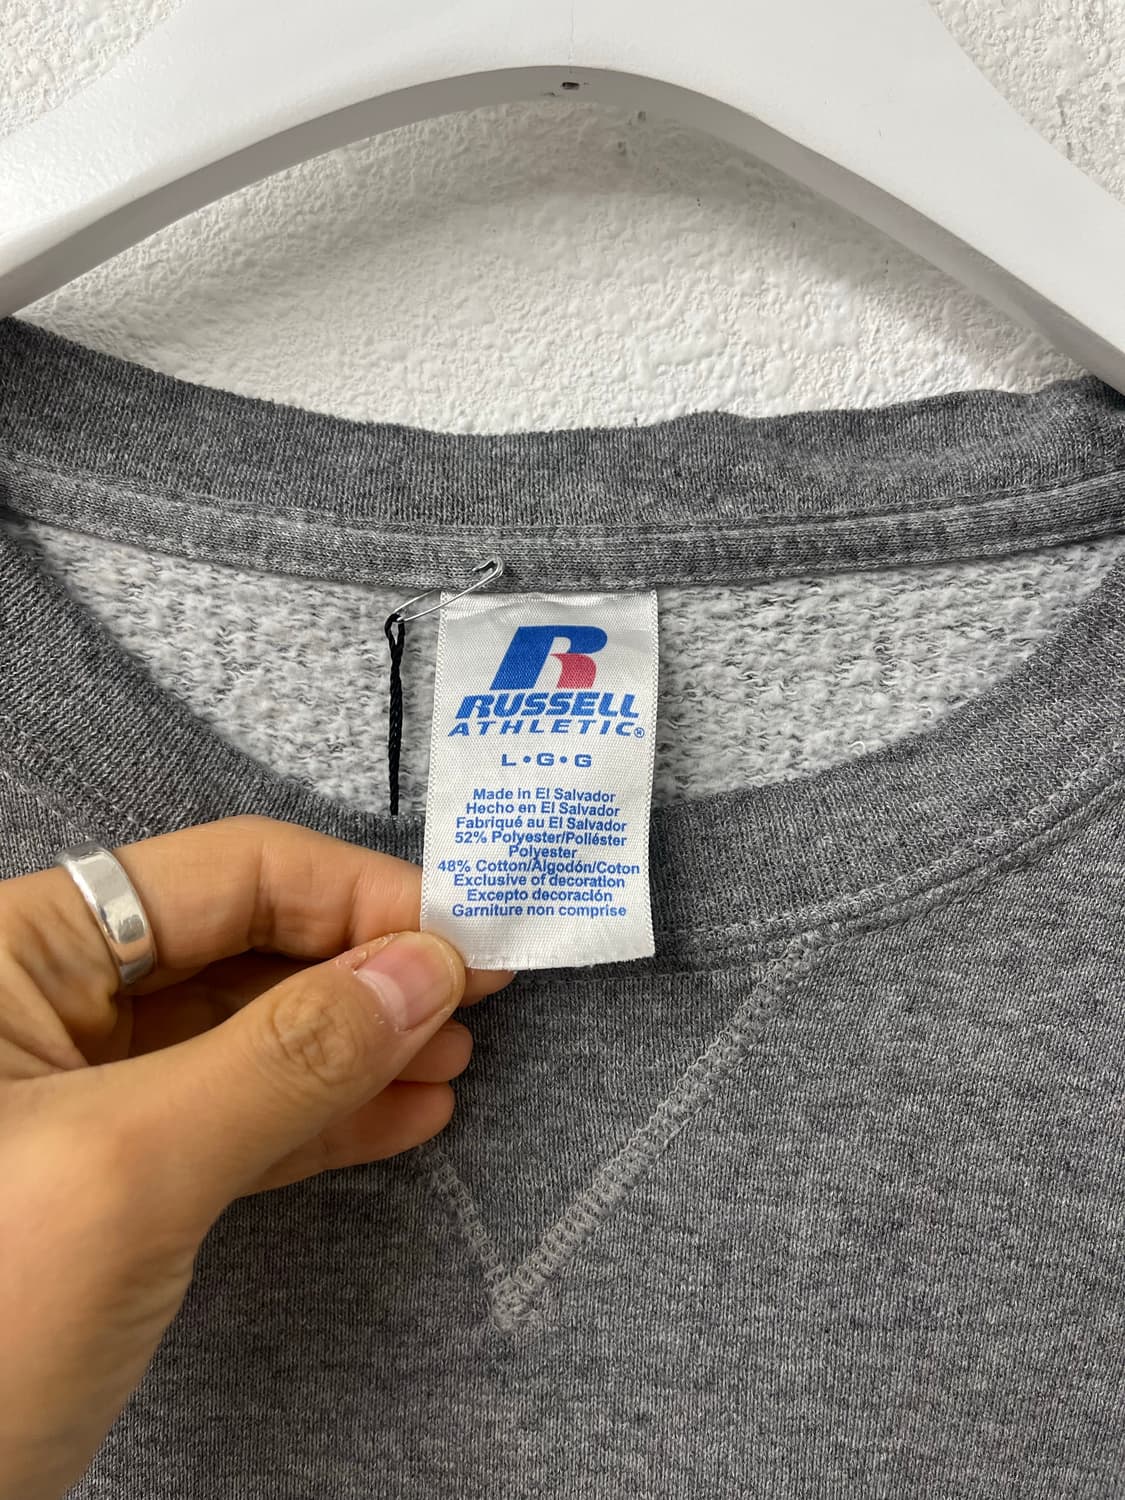 R
RUSSELL
ATHLETIC®
L•G•G
Made in El Salvador
Hecho en El Salvador
Fabriqué au El Salvador
52% Polyester/Poliéster
Polyester
48% Cotton/Algodón/Coton
Exclusive of decoration
Excepto decoración
Garniture non comprise